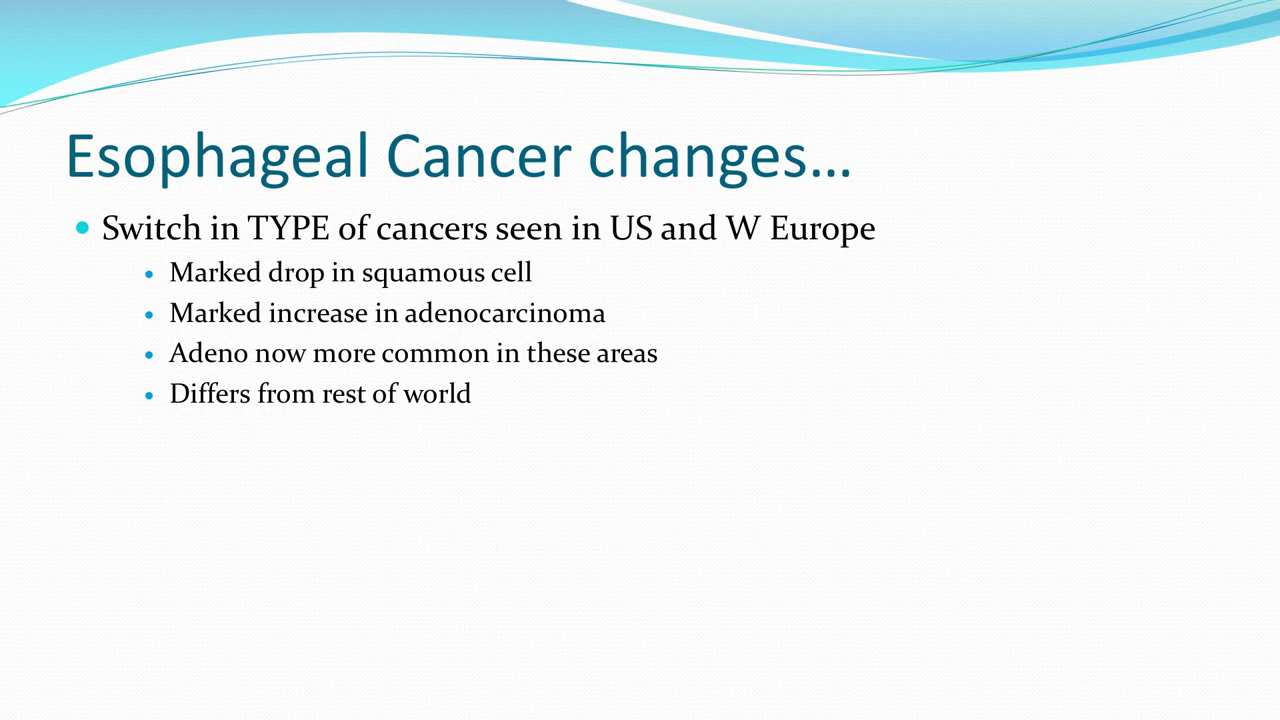 Esophageal Cancer changes…
• Switch in TYPE of cancers seen in US and W Europe
• Marked drop in squamous cell
• Marked increase in adenocarcinoma
• Adeno now more common in these areas
• Differs from rest of world